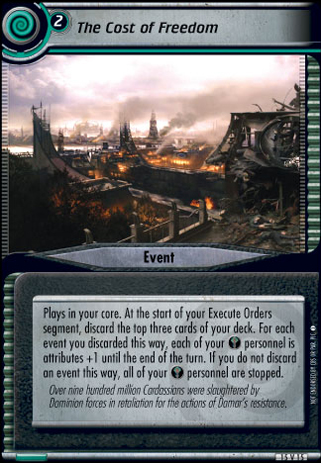 2
The Cost of Freedom
Event
Plays in your core. At the start of your Execute Orders
segment, discard the top three cards of your deck. For each
event you discarded this way, each of your personnel is
attributes +1 until the end of the turn. If you do not discard
an event this way, all of your personnel are stopped.
Over nine hundred million Cardassians were slaughtered by
Dominion forces in retaliation for the actions of Damar's resistance.
15 V 15